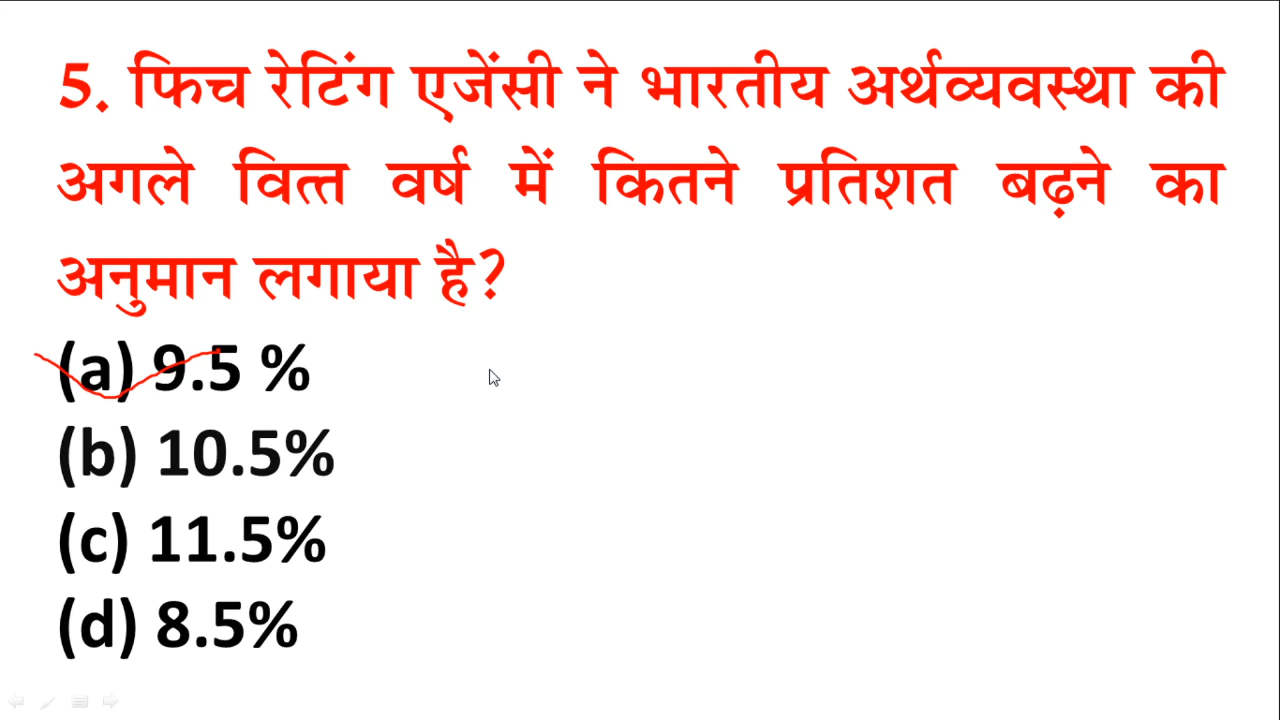 5. फिच रेटिंग एजेंसी ने भारतीय अर्थव्यवस्था की
अगले वित्त वर्ष में कितने प्रतिशत बढ़ने का
अनुमान लगाया है?
(a) 9.5 %
(b) 10.5%
(c) 11.5%
(d) 8.5%